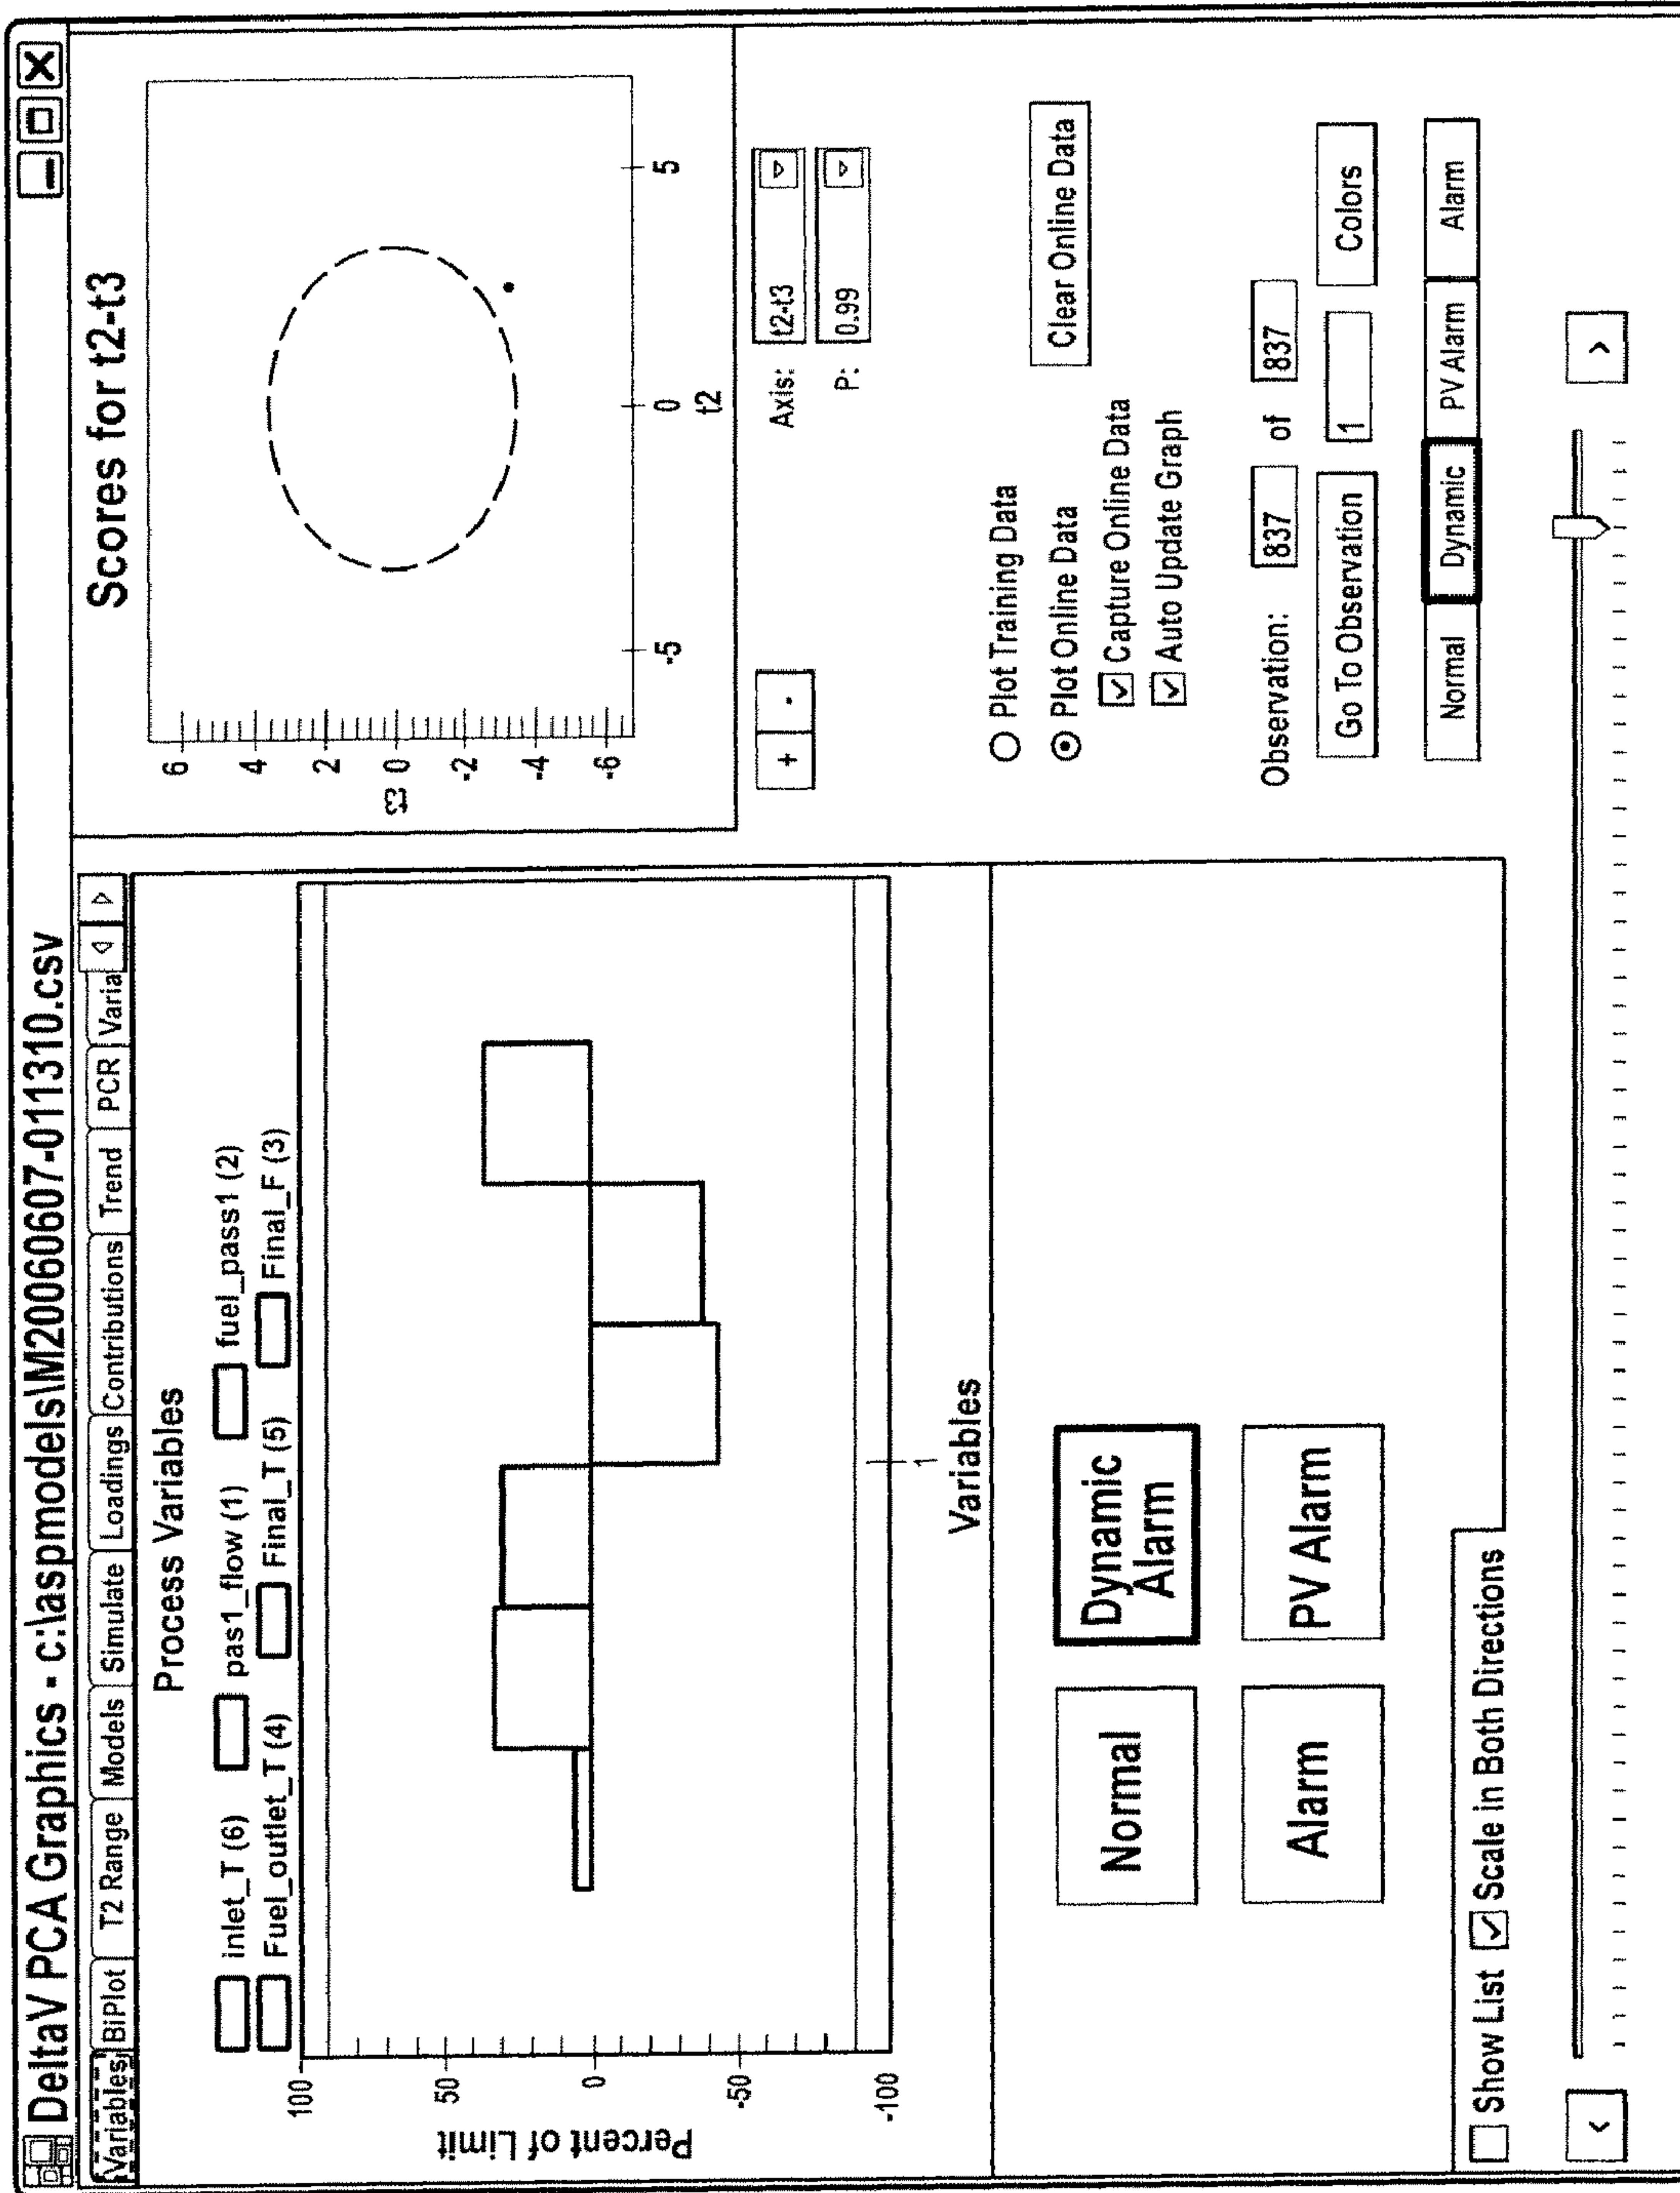 DeltaV PCA Graphics - c:\aspmodels\M20060607-011310.csv
Variables BiPlot T2 Range Models Simulate Loadings Contributions Trend PCR Varia
Process Variables
inlet_T (6) pas1_flow (1) fuel_pass1 (2)
Fuel_outlet_T (4) Final_T (5) Final_F (3)
Percent of Limit
100
50
0
-50
-100
1
Variables
Normal
Dynamic
Alarm
Alarm
PV Alarm
Show List Scale in Both Directions
Scores for t2-t3
t3
6
4
2
0
-2
-4
-6
-5 0 5
t2
+ -
Axis: t2-t3
P: 0.99
Plot Training Data
Plot Online Data
Capture Online Data
Auto Update Graph
Clear Online Data
Observation: 837 of 837
Go To Observation 1 Colors
Normal Dynamic PV Alarm Alarm
< >